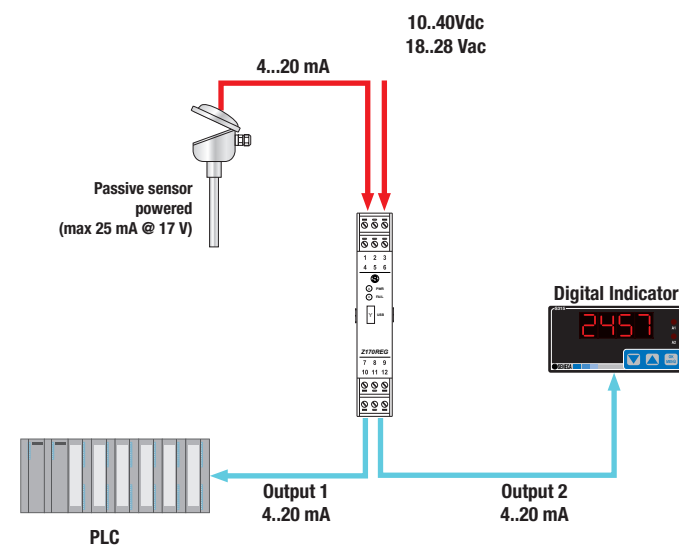 10..40Vdc
18..28 Vac
4...20 mA
Passive sensor
powered
(max 25 mA @ 17 V)
1 2 3
4 5 6
PWR
FAIL
USB
Z170REG
7 8 9
10 11 12
Digital Indicator
2457
A1
A2
SENECA
Output 1
4..20 mA
Output 2
4..20 mA
PLC